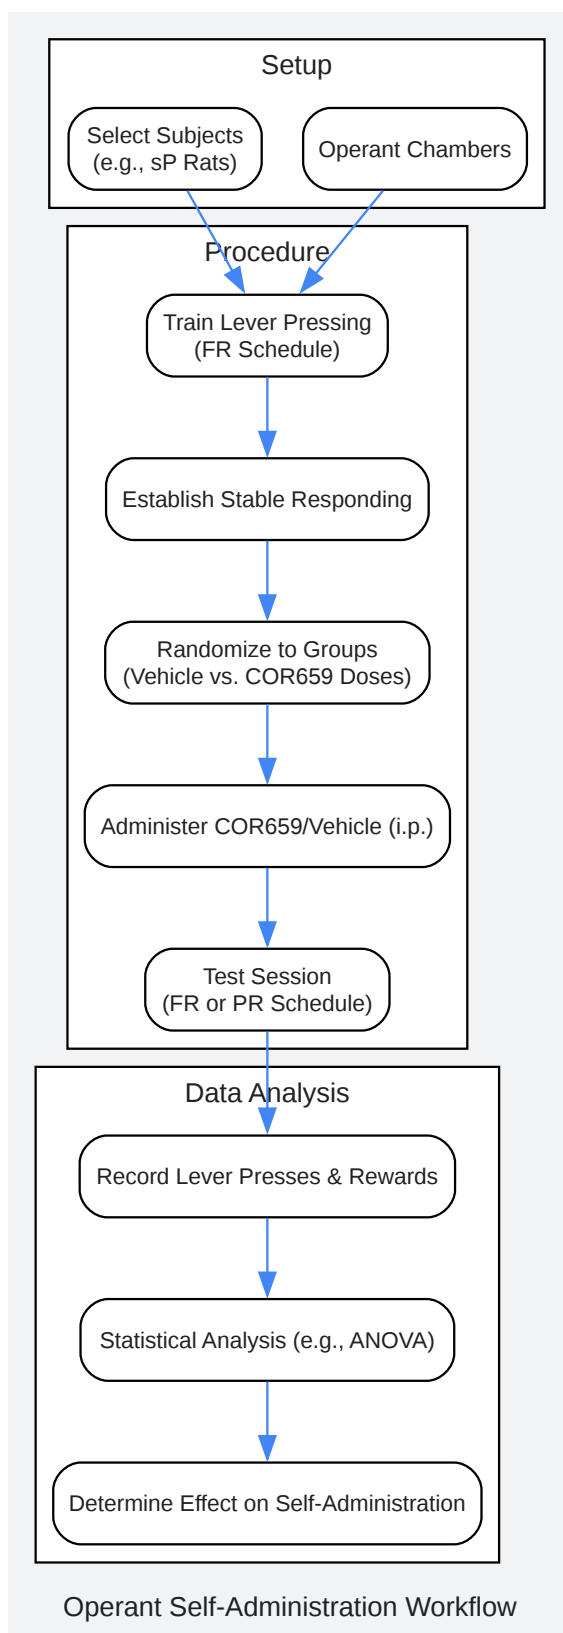 Setup
Select Subjects
(e.g., sP Rats)
Operant Chambers
Procedure
Train Lever Pressing
(FR Schedule)
Establish Stable Responding
Randomize to Groups
(Vehicle vs. COR659 Doses)
Administer COR659/Vehicle (i.p.)
Test Session
(FR or PR Schedule)
Data Analysis
Record Lever Presses & Rewards
Statistical Analysis (e.g., ANOVA)
Determine Effect on Self-Administration
Operant Self-Administration Workflow